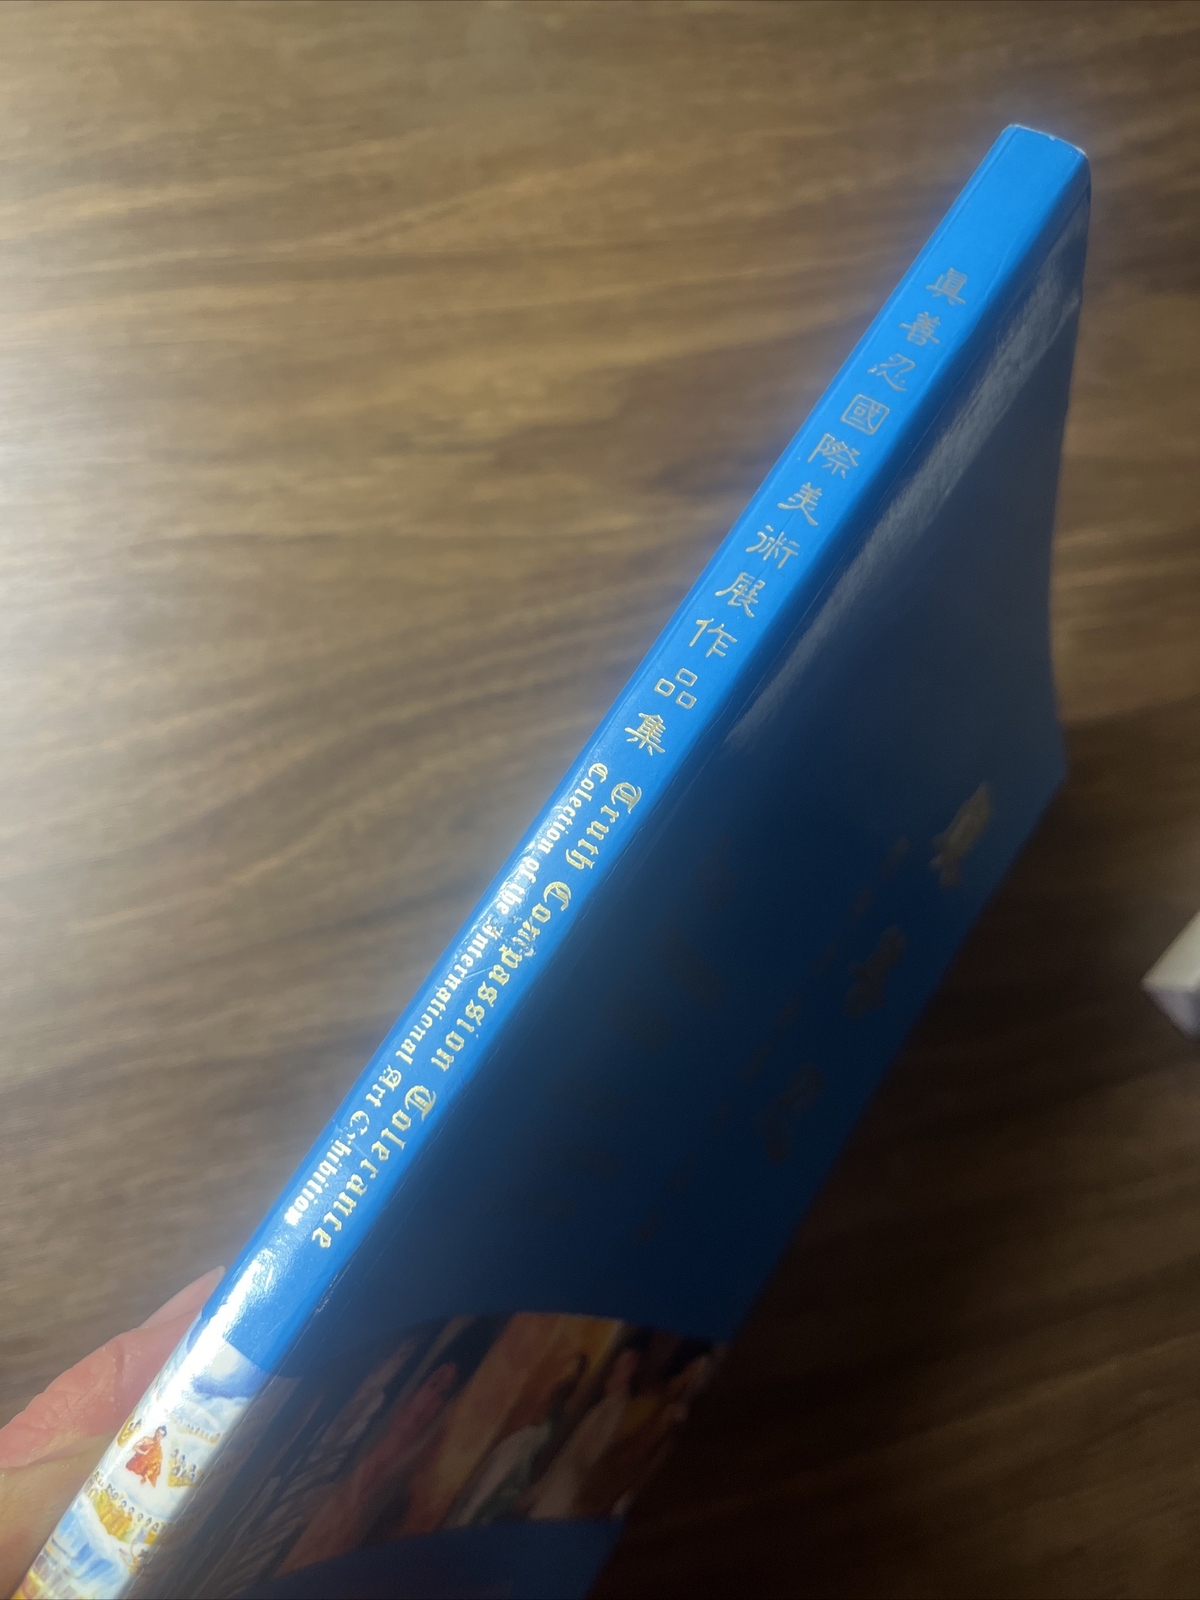 眞善忍國際美術展作品集
Truth Compassion Tolerance
Collection of the International Art Exhibition